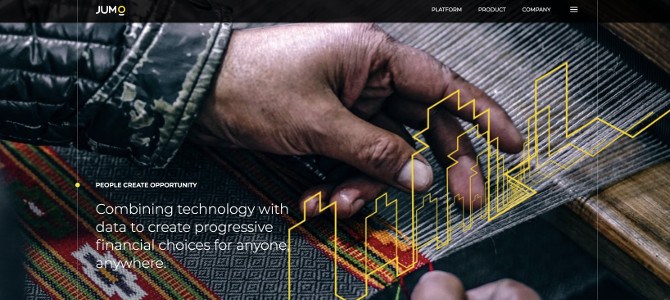 JUMO
PLATFORM
PRODUCT
COMPANY
PEOPLE CREATE OPPORTUNITY
Combining technology with
data to create progressive
financial choices for anyone,
anywhere.